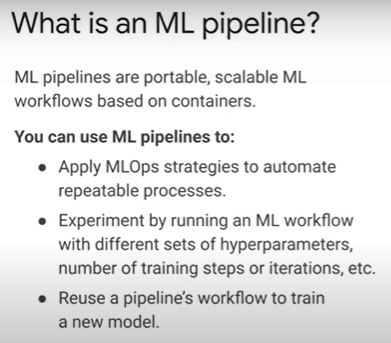 What is an ML pipeline?
ML pipelines are portable, scalable ML
workflows based on containers.
You can use ML pipelines to:
● Apply MLOps strategies to automate
repeatable processes.
● Experiment by running an ML workflow
with different sets of hyperparameters,
number of training steps or iterations, etc.
● Reuse a pipeline's workflow to train
a new model.